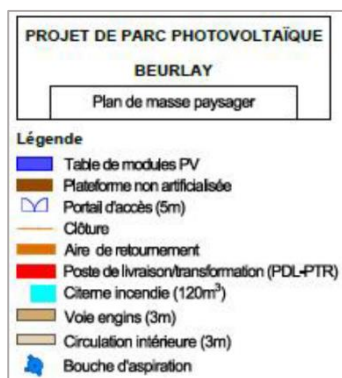 PROJET DE PARC PHOTOVOLTAÏQUE
BEURLAY
Plan de masse paysager
Légende
Table de modules PV
Plateforme non artificialisée
Portail d'accès (5m)
Clôture
Aire de retournement
Poste de livraison/transformation (PDL-PTR)
Citerne incendie (120m³)
Voie engins (3m)
Circulation intérieure (3m)
Bouche d'aspiration